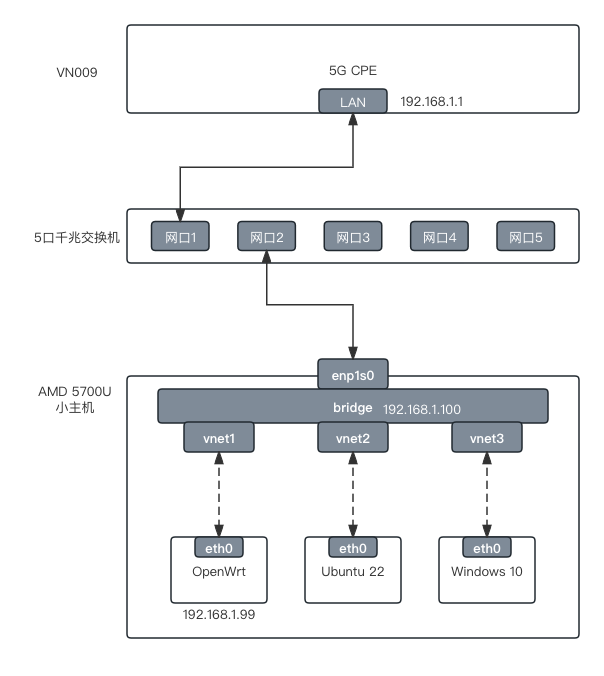 VN009
5G CPE
LAN
192.168.1.1
5口千兆交换机
网口1
网口2
网口3
网口4
网口5
enp1s0
AMD 5700U
小主机
bridge
192.168.1.100
vnet1
vnet2
vnet3
eth0
eth0
eth0
OpenWrt
Ubuntu 22
Windows 10
192.168.1.99